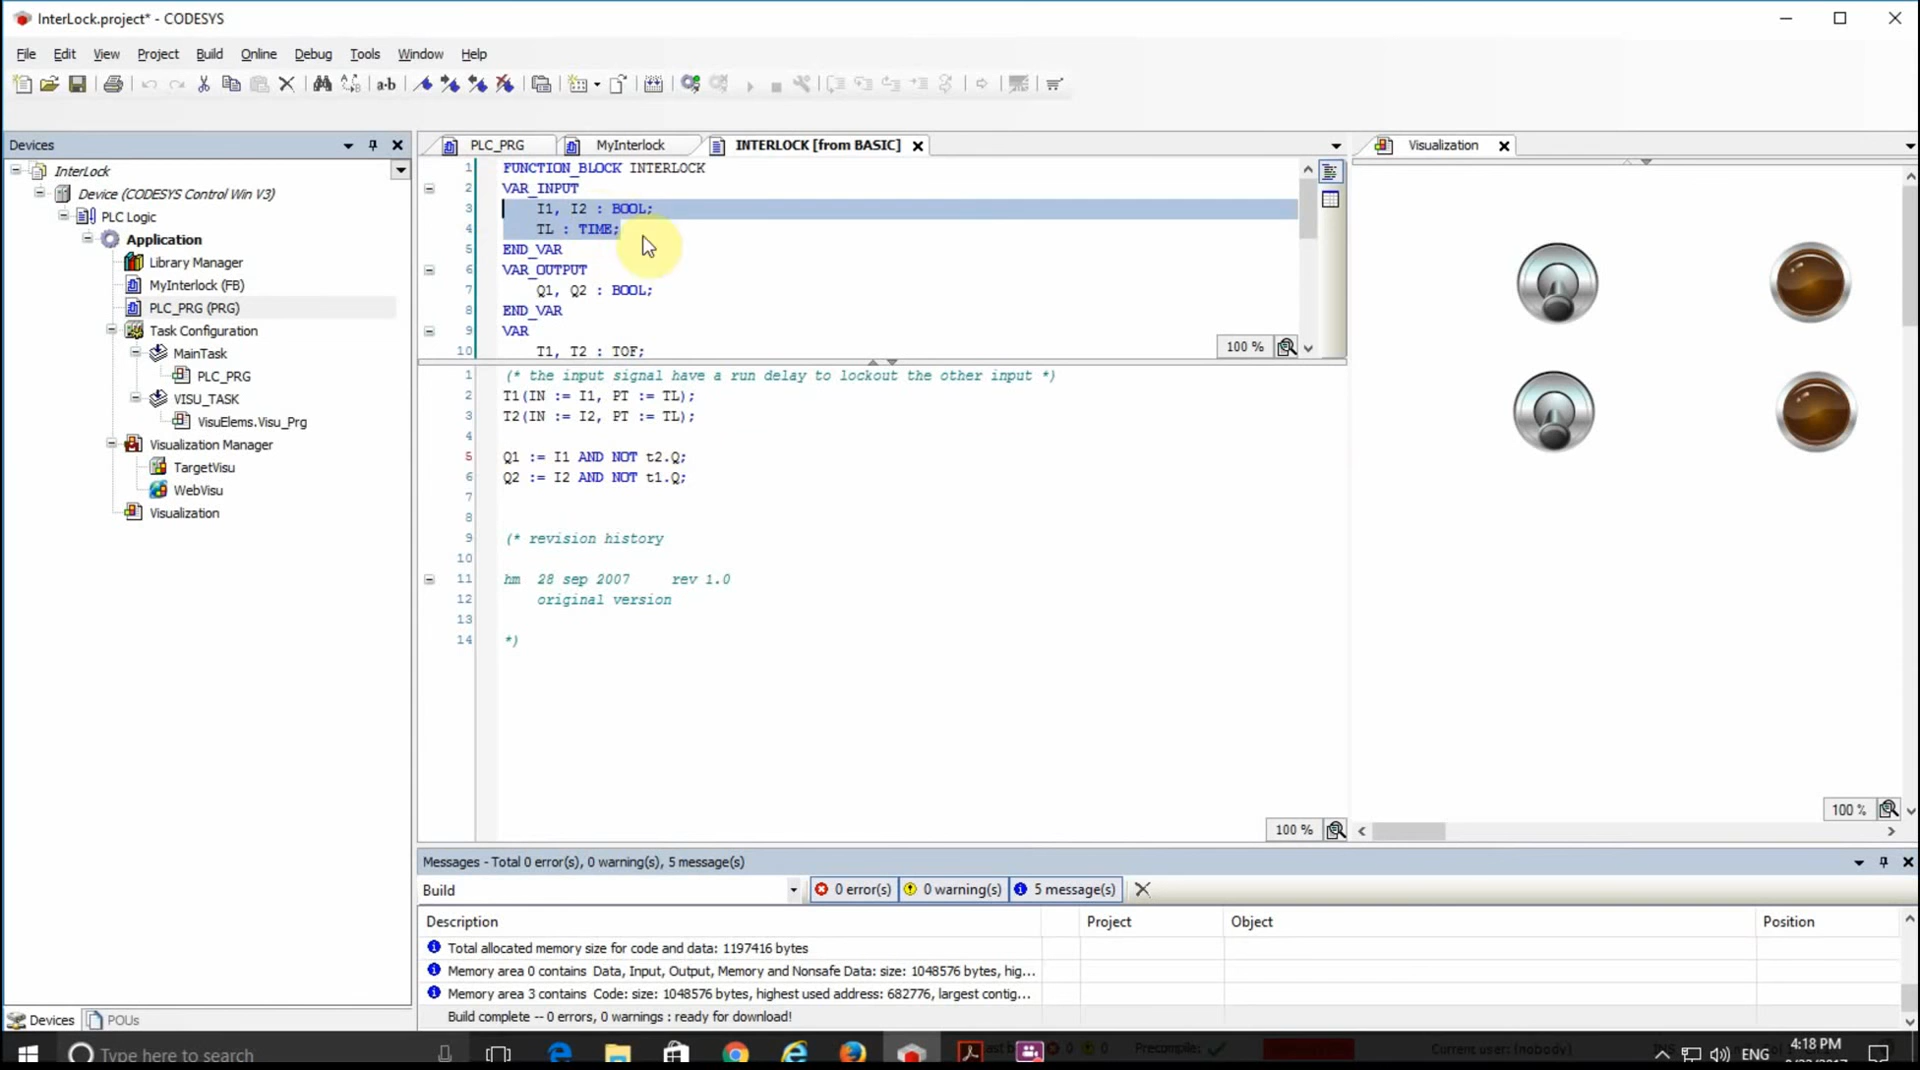 InterLock.project* - CODESYS
File Edit View Project Build Online Debug Tools Window Help
Devices
InterLock
Device (CODESYS Control Win V3)
PLC Logic
Application
Library Manager
MyInterlock (FB)
PLC_PRG (PRG)
Task Configuration
MainTask
PLC_PRG
VISU_TASK
VisuElems.Visu_Prg
Visualization Manager
TargetVisu
WebVisu
Visualization
Devices POUs
PLC_PRG MyInterlock INTERLOCK [from BASIC]
1 FUNCTION_BLOCK INTERLOCK
2 VAR_INPUT
3 I1, I2 : BOOL;
4 TL : TIME;
5 END_VAR
6 VAR_OUTPUT
7 Q1, Q2 : BOOL;
8 END_VAR
9 VAR
10 T1, T2 : TOF;
100 %
1 (* the input signal have a run delay to lockout the other input *)
2 T1(IN := I1, PT := TL);
3 T2(IN := I2, PT := TL);
4
5 Q1 := I1 AND NOT t2.Q;
6 Q2 := I2 AND NOT t1.Q;
7
8
9 (* revision history
10
11 hm 28 sep 2007 rev 1.0
12 original version
13
14 *)
100 %
Visualization
100 %
Messages - Total 0 error(s), 0 warning(s), 5 message(s)
Build 0 error(s) 0 warning(s) 5 message(s)
Description Project Object Position
Total allocated memory size for code and data: 1197416 bytes
Memory area 0 contains Data, Input, Output, Memory and Nonsafe Data: size: 1048576 bytes, hig...
Memory area 3 contains Code: size: 1048576 bytes, highest used address: 682776, largest contig...
Build complete -- 0 errors, 0 warnings : ready for download!
Type here to search
0 0 Precompile: Current user: (nobody)
ENG 4:18 PM